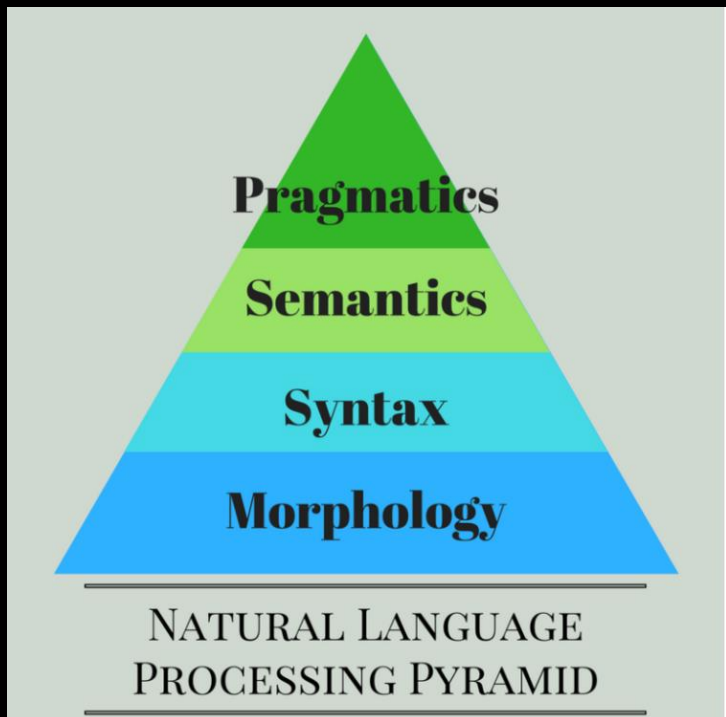 Pragmatics
Semantics
Syntax
Morphology
NATURAL LANGUAGE
PROCESSING PYRAMID